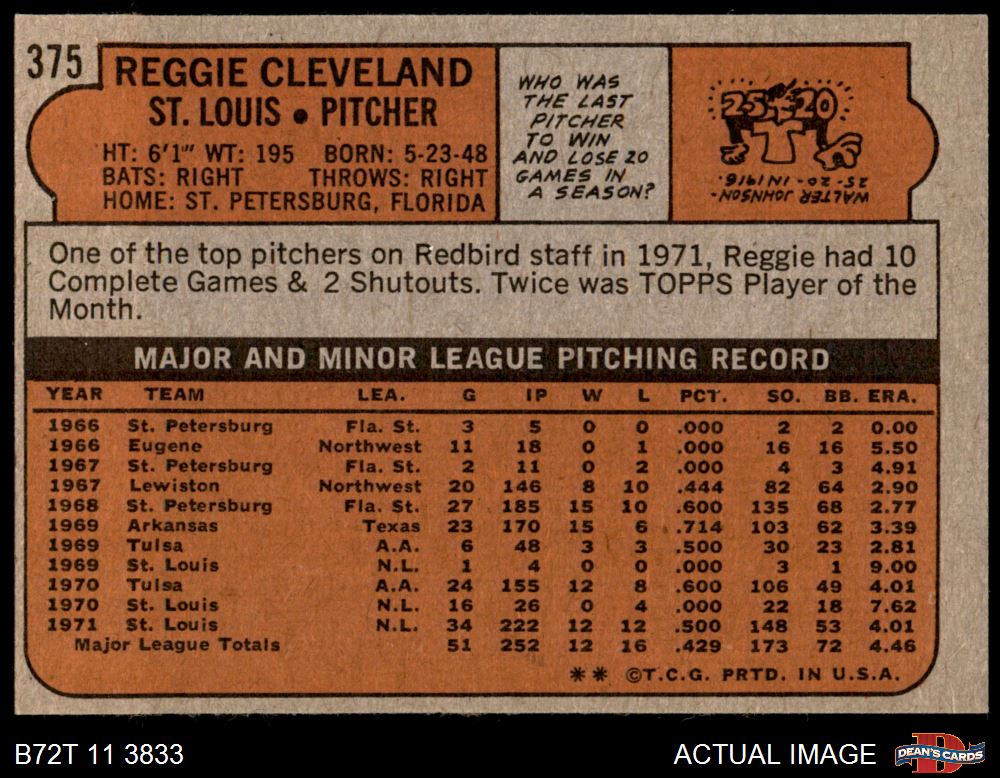 375
REGGIE CLEVELAND
ST. LOUIS • PITCHER
HT: 6'1" WT: 195 BORN: 5-23-48
BATS: RIGHT THROWS: RIGHT
HOME: ST. PETERSBURG, FLORIDA
WHO WAS
THE LAST
PITCHER
TO WIN
AND LOSE 20
GAMES IN
A SEASON?
25 20
WALTER JOHNSON-
25-20-IN 1916.
One of the top pitchers on Redbird staff in 1971, Reggie had 10
Complete Games & 2 Shutouts. Twice was TOPPS Player of the
Month.
MAJOR AND MINOR LEAGUE PITCHING RECORD
YEAR TEAM LEA. G IP W L PCT. SO. BB. ERA.
1966 St. Petersburg Fla. St. 3 5 0 0 .000 2 2 0.00
1966 Eugene Northwest 11 18 0 1 .000 16 16 5.50
1967 St. Petersburg Fla. St. 2 11 0 2 .000 4 3 4.91
1967 Lewiston Northwest 20 146 8 10 .444 82 64 2.90
1968 St. Petersburg Fla. St. 27 185 15 10 .600 135 68 2.77
1969 Arkansas Texas 23 170 15 6 .714 103 62 3.39
1969 Tulsa A.A. 6 48 3 3 .500 30 23 2.81
1969 St. Louis N.L. 1 4 0 0 .000 3 1 9.00
1970 Tulsa A.A. 24 155 12 8 .600 106 49 4.01
1970 St. Louis N.L. 16 26 0 4 .000 22 18 7.62
1971 St. Louis N.L. 34 222 12 12 .500 148 53 4.01
Major League Totals 51 252 12 16 .429 173 72 4.46
** ©T.C.G. PRTD. IN U.S.A.
B72T 11 3833
ACTUAL IMAGE
DEAN'S CARDS